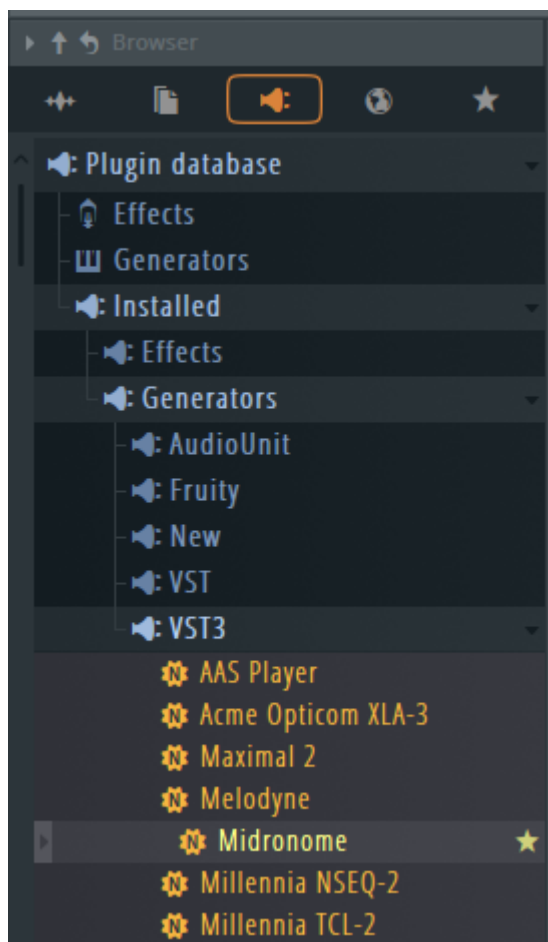 Browser
Plugin database
Effects
Generators
Installed
Effects
Generators
AudioUnit
Fruity
New
VST
VST3
AAS Player
Acme Opticom XLA-3
Maximal 2
Melodyne
Midronome
Millennia NSEQ-2
Millennia TCL-2